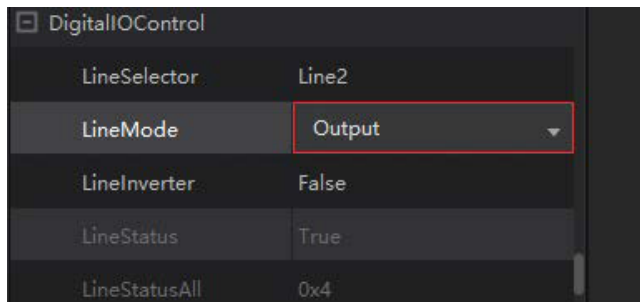 DigitalIOControl
LineSelector Line2
LineMode Output
LineInverter False
LineStatus True
LineStatusAll 0x4